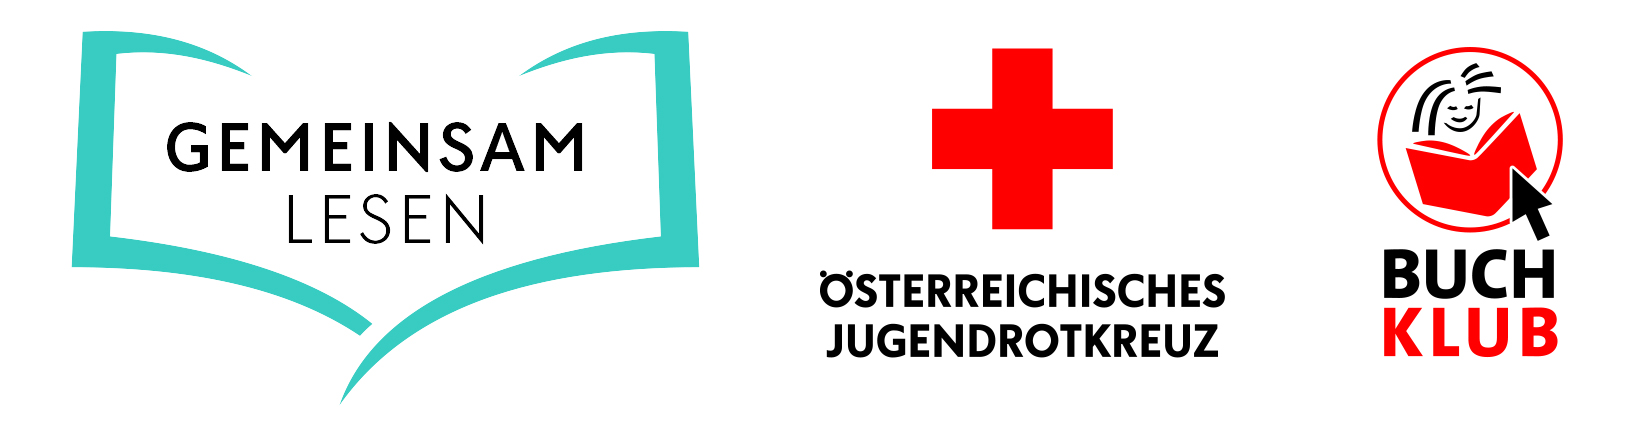 GEMEINSAM
LESEN
ÖSTERREICHISCHES
JUGENDROTKREUZ
BUCH
KLUB